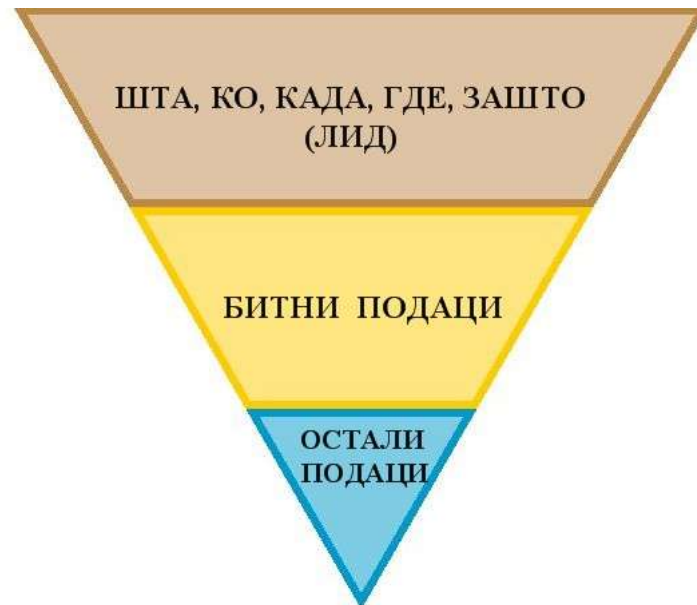 ШТА, КО, КАДА, ГДЕ, ЗАШТО
(ЛИД)
БИТНИ ПОДАЦИ
ОСТАЛИ
ПОДАЦИ